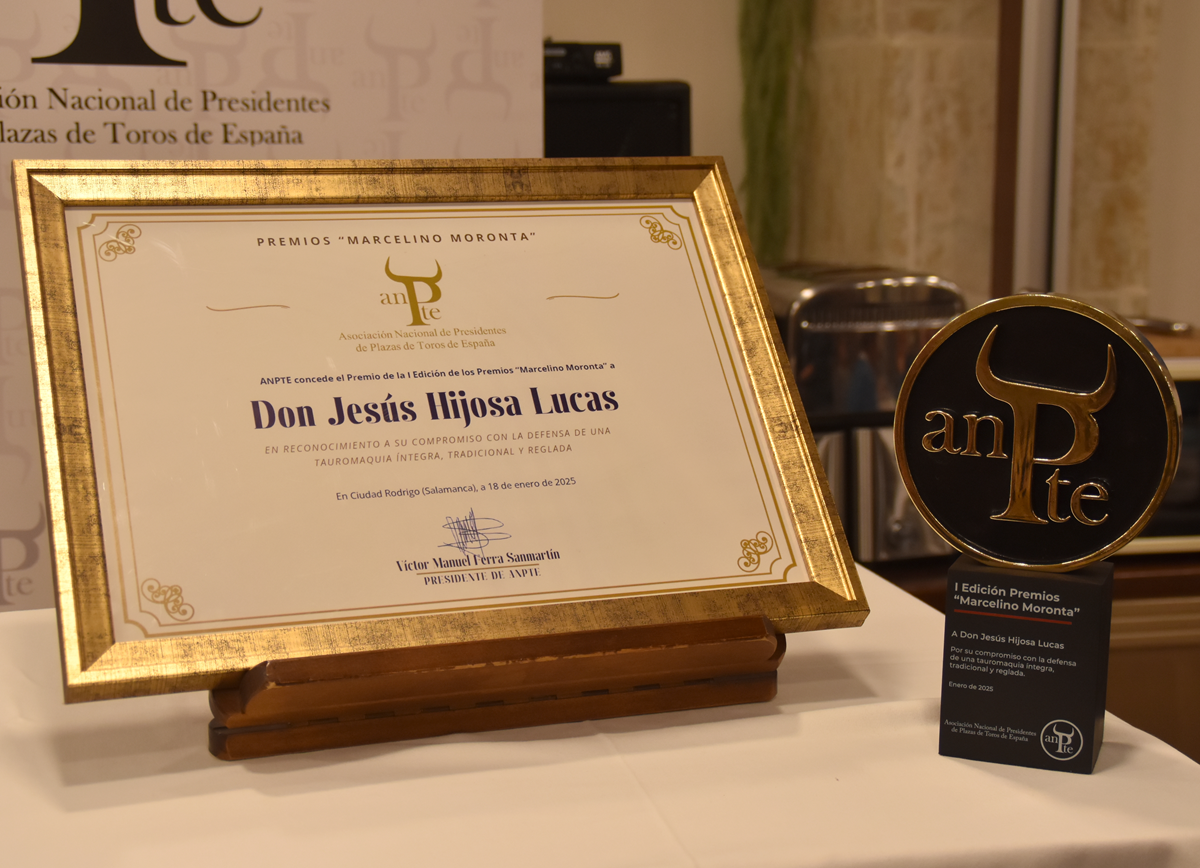 te
ión Nacional de Presidentes
lazas de Toros de España
PREMIOS "MARCELINO MORONTA"
anPte
Asociación Nacional de Presidentes
de Plazas de Toros de España
ANPTE concede el Premio de la I Edición de los Premios "Marcelino Moronta" a
Don Jesús Hijosa Lucas
EN RECONOCIMIENTO A SU COMPROMISO CON LA DEFENSA DE UNA
TAUROMAQUIA ÍNTEGRA, TRADICIONAL Y REGLADA
En Ciudad Rodrigo (Salamanca), a 18 de enero de 2025
Víctor Manuel Ferra Sanmartín
PRESIDENTE DE ANPTE
anPte
I Edición Premios
"Marcelino Moronta"
A Don Jesús Hijosa Lucas
Por su compromiso con la defensa
de una tauromaquia íntegra,
tradicional y reglada.
Enero de 2025
Asociación Nacional de Presidentes
de Plazas de Toros de España
anPte